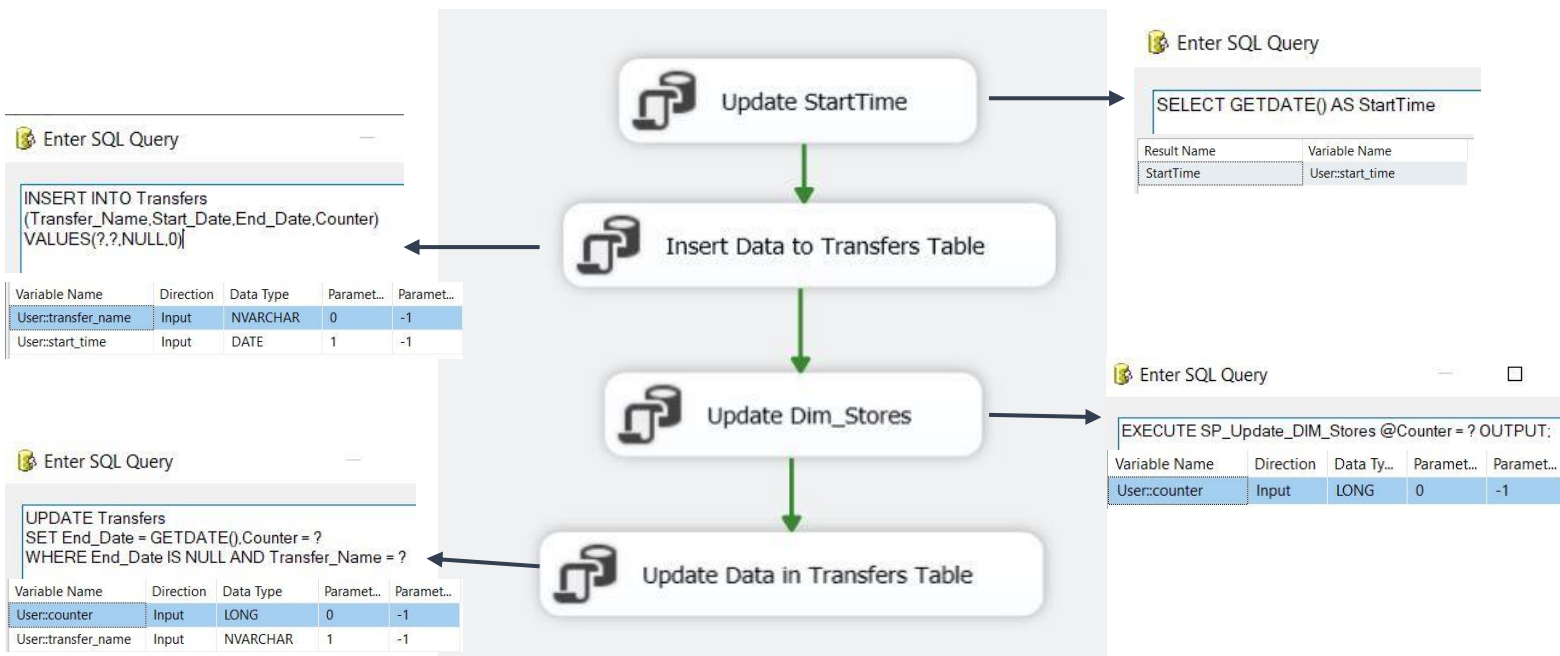 Update StartTime
Insert Data to Transfers Table
Update Dim_Stores
Update Data in Transfers Table
Enter SQL Query
SELECT GETDATE() AS StartTime
Result Name Variable Name
StartTime User::start_time
Enter SQL Query
INSERT INTO Transfers
(Transfer_Name,Start_Date,End_Date,Counter)
VALUES(?,?,NULL,0)
Variable Name Direction Data Type Paramet... Paramet...
User::transfer_name Input NVARCHAR 0 -1
User::start_time Input DATE 1 -1
Enter SQL Query
EXECUTE SP_Update_DIM_Stores @Counter = ? OUTPUT;
Variable Name Direction Data Ty... Paramet... Paramet...
User::counter Input LONG 0 -1
Enter SQL Query
UPDATE Transfers
SET End_Date = GETDATE(),Counter = ?
WHERE End_Date IS NULL AND Transfer_Name = ?
Variable Name Direction Data Type Paramet... Paramet...
User::counter Input LONG 0 -1
User::transfer_name Input NVARCHAR 1 -1